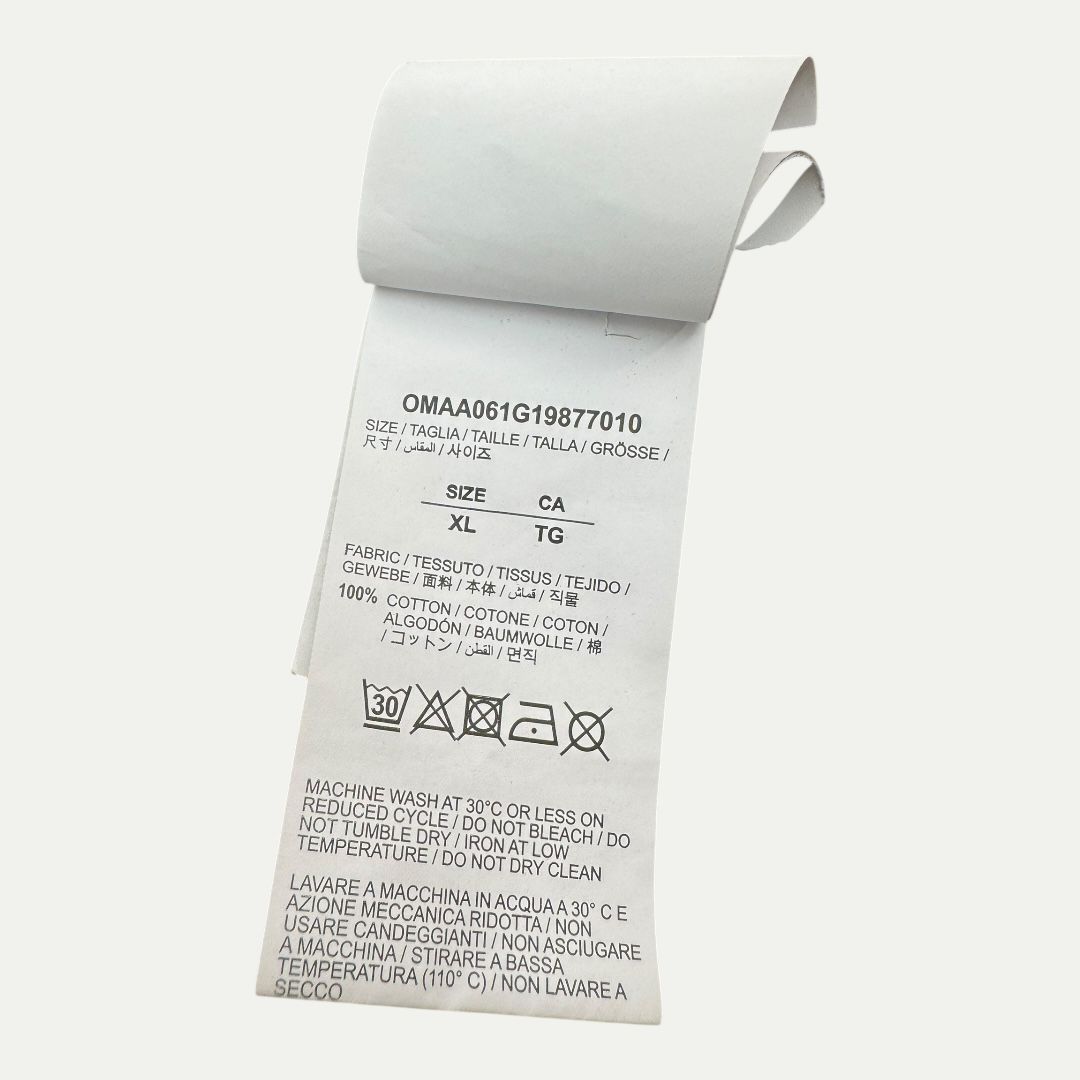 OMAA061G19877010
SIZE / TAGLIA / TAILLE / TALLA / GRÖSSE /
尺寸 / المقاس / 사이즈
SIZE CA
XL TG
FABRIC / TESSUTO / TISSUS / TEJIDO /
GEWEBE / 面料 / 本体 / قماش / 직물
100% COTTON / COTONE / COTON /
ALGODÓN / BAUMWOLLE / 棉
/ コットン / القطن / 면직
30
MACHINE WASH AT 30°C OR LESS ON
REDUCED CYCLE / DO NOT BLEACH / DO
NOT TUMBLE DRY / IRON AT LOW
TEMPERATURE / DO NOT DRY CLEAN
LAVARE A MACCHINA IN ACQUA A 30° C E
AZIONE MECCANICA RIDOTTA / NON
USARE CANDEGGIANTI / NON ASCIUGARE
A MACCHINA / STIRARE A BASSA
TEMPERATURA (110° C) / NON LAVARE A
SECCO